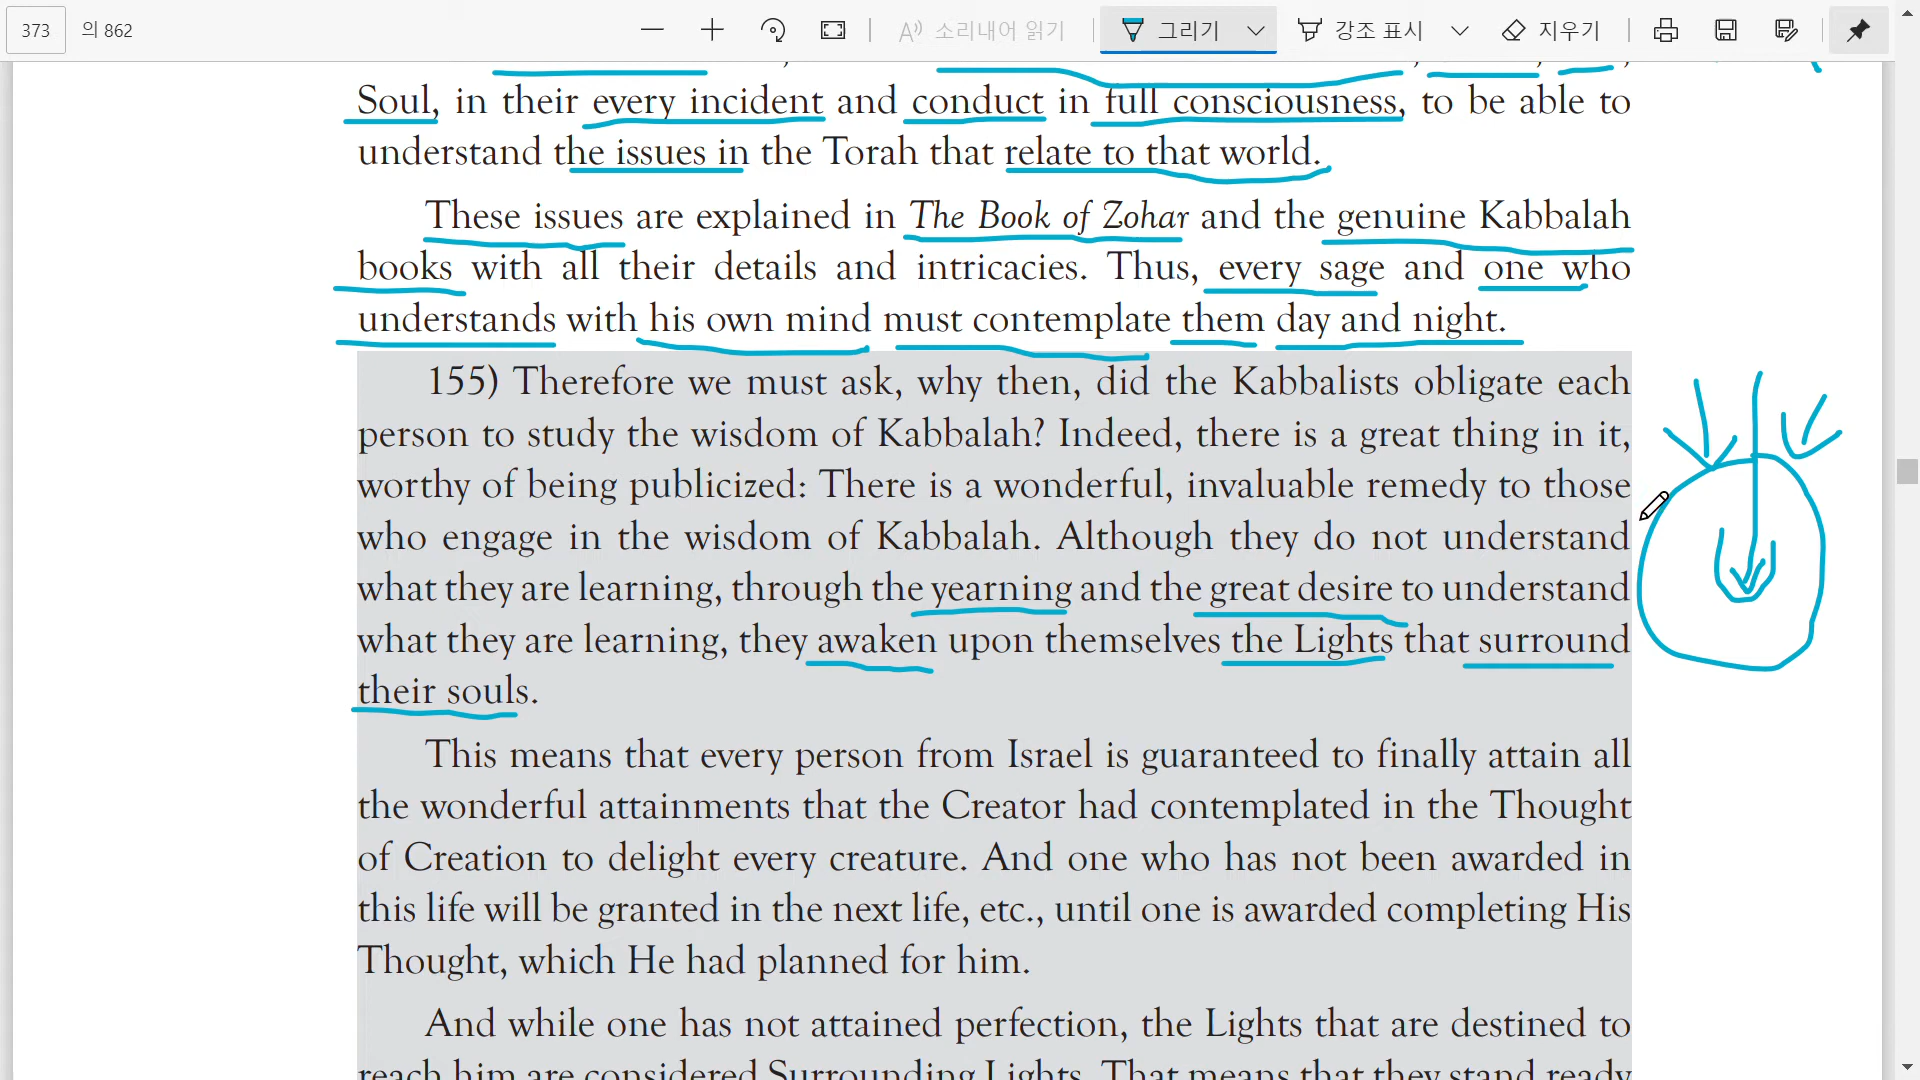 373 의 862 소리내어 읽기 그리기 강조 표시 지우기
Soul, in their every incident and conduct in full consciousness, to be able to
understand the issues in the Torah that relate to that world.
These issues are explained in The Book of Zohar and the genuine Kabbalah
books with all their details and intricacies. Thus, every sage and one who
understands with his own mind must contemplate them day and night.
155) Therefore we must ask, why then, did the Kabbalists obligate each
person to study the wisdom of Kabbalah? Indeed, there is a great thing in it,
worthy of being publicized: There is a wonderful, invaluable remedy to those
who engage in the wisdom of Kabbalah. Although they do not understand
what they are learning, through the yearning and the great desire to understand
what they are learning, they awaken upon themselves the Lights that surround
their souls.
This means that every person from Israel is guaranteed to finally attain all
the wonderful attainments that the Creator had contemplated in the Thought
of Creation to delight every creature. And one who has not been awarded in
this life will be granted in the next life, etc., until one is awarded completing His
Thought, which He had planned for him.
And while one has not attained perfection, the Lights that are destined to
reach him are considered Surrounding Lights. That means that they stand ready